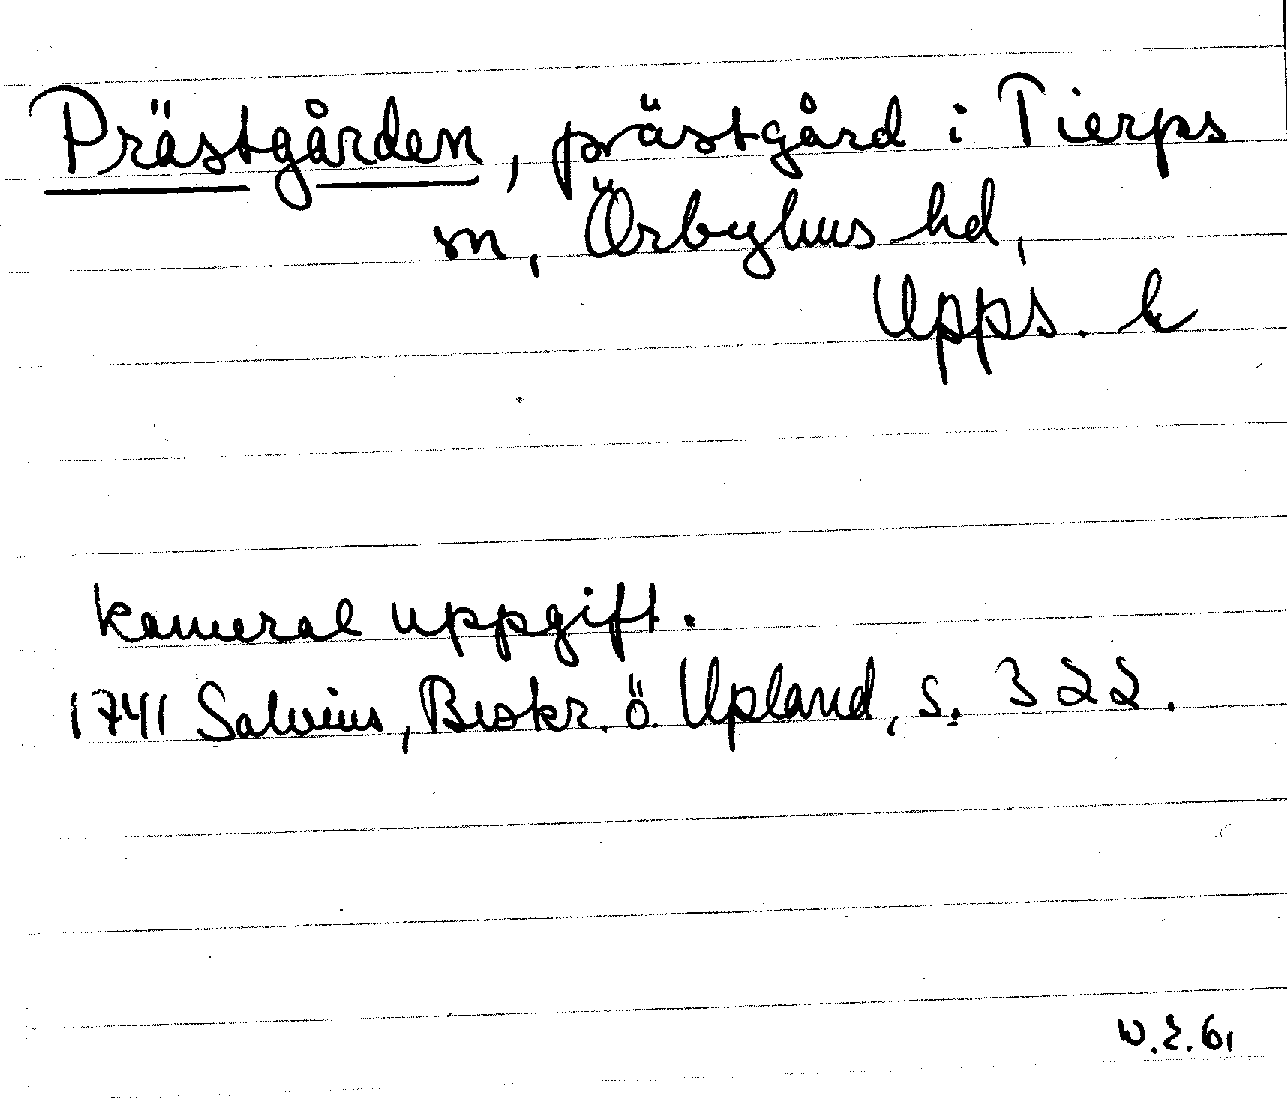 Prästgården, prästgård i Tierps
sn, Örbyhus hd,
Upps. l
kameral uppgift.
1741 Salvius, Beskr. ö. Upland, s. 322.
W.E. 61